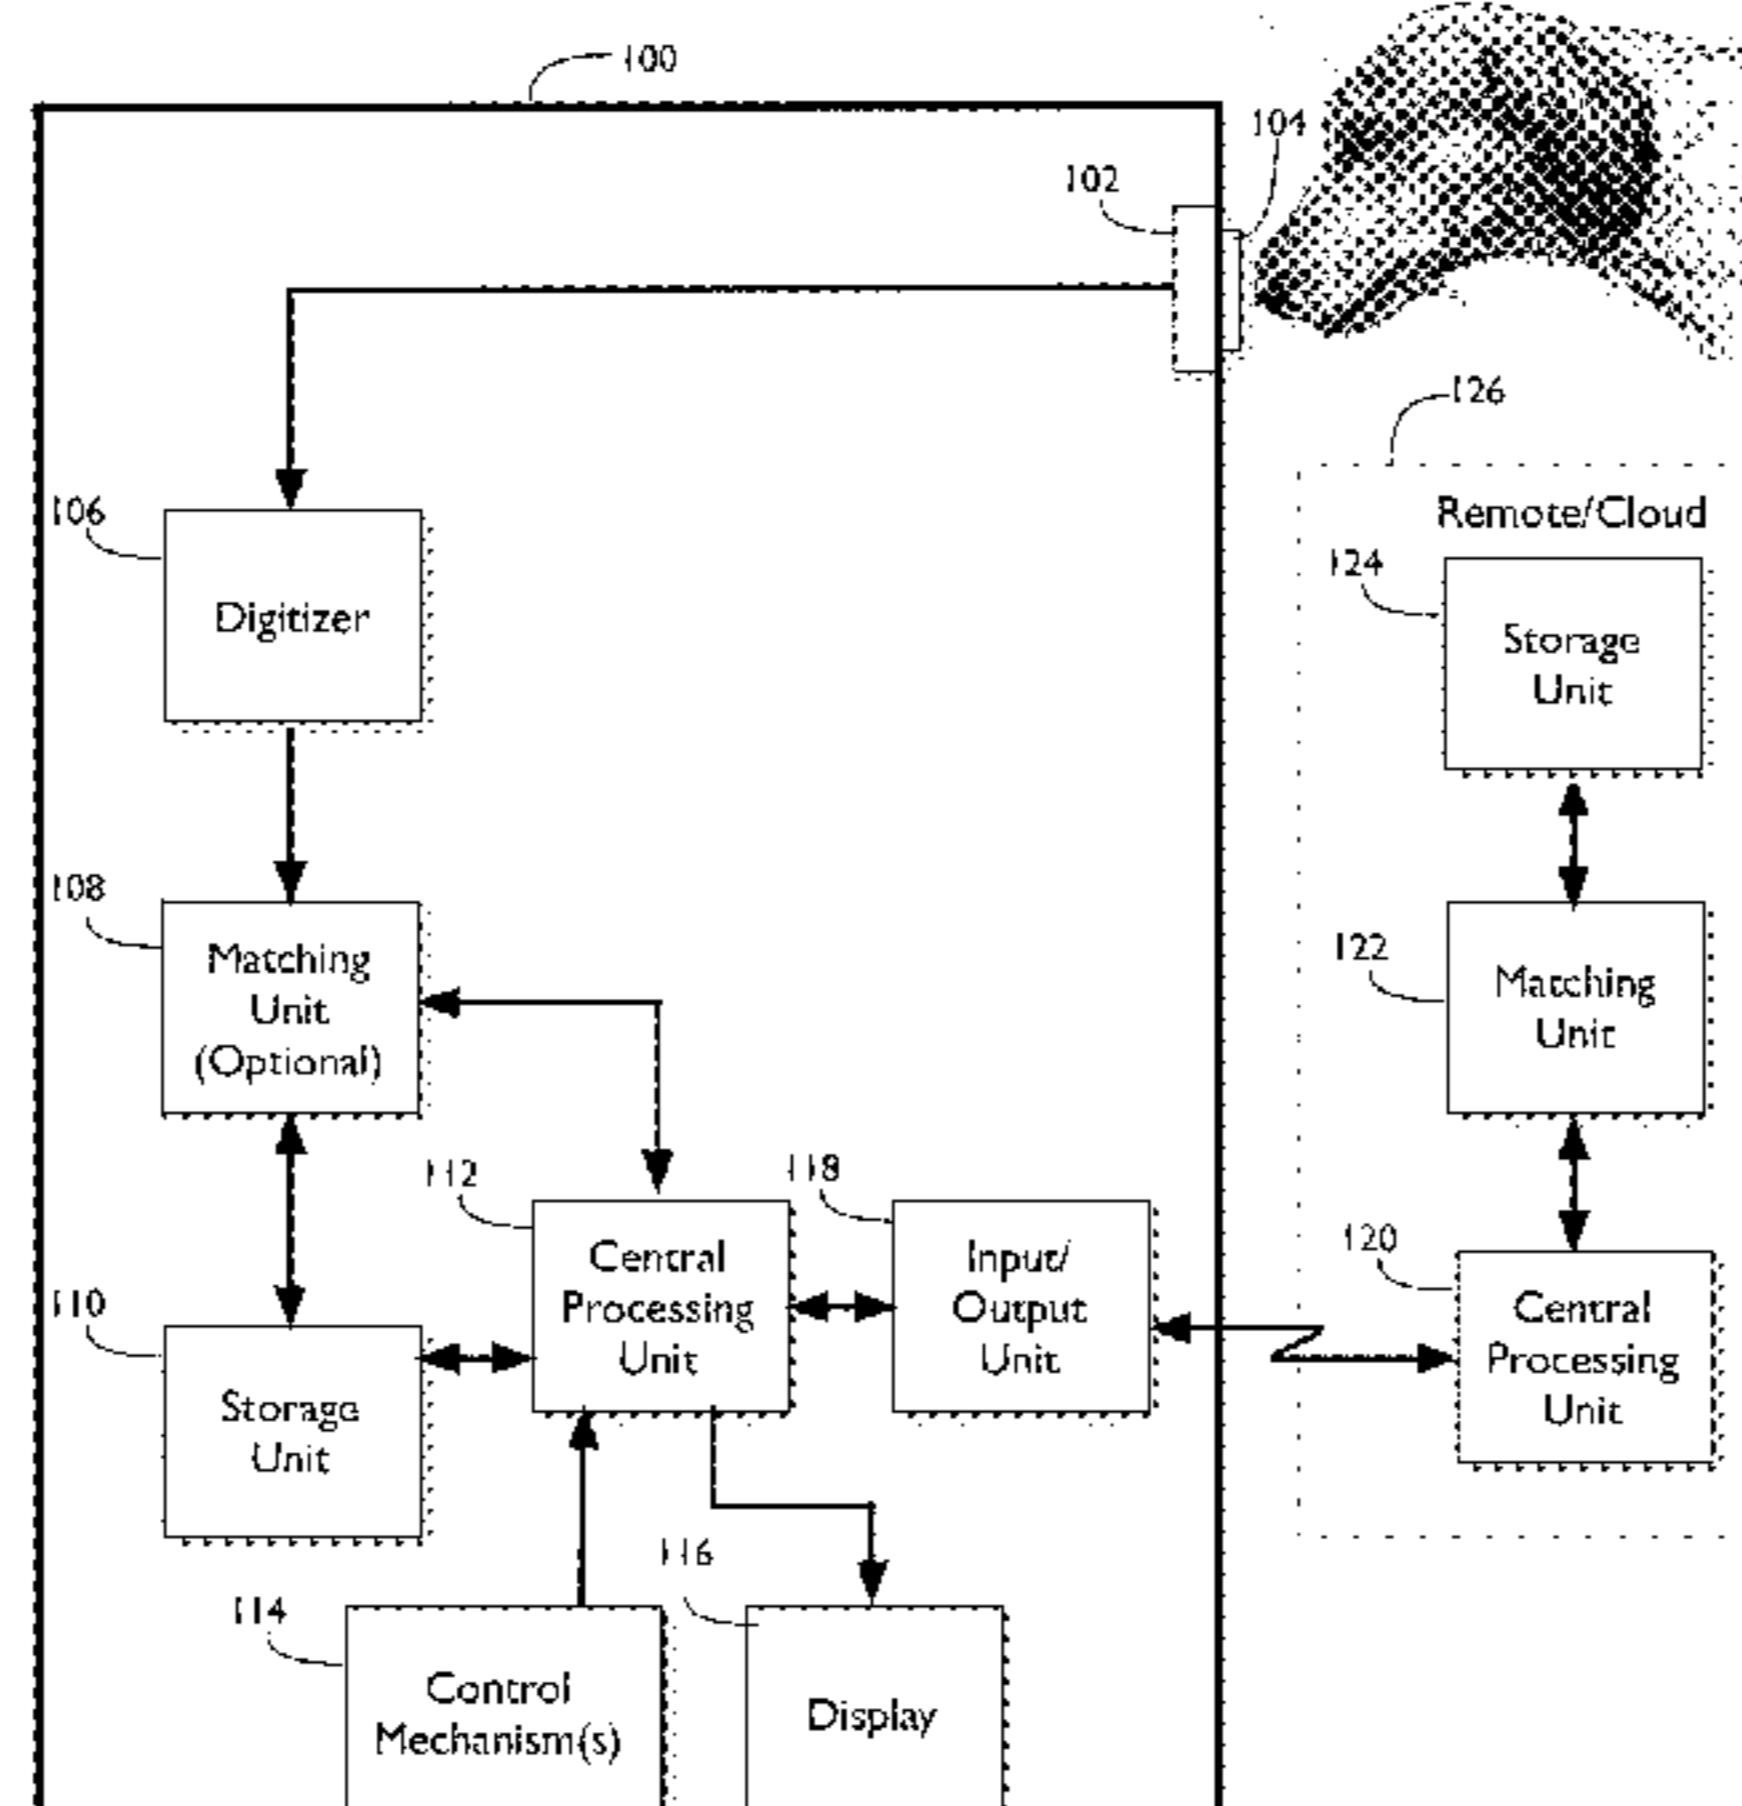 100
104
102
126
106
Remote/Cloud
124
Digitizer
Storage
Unit
108
122
Matching
Unit
(Optional)
Matching
Unit
112
118
120
110
Central
Processing
Unit
Input/
Output
Unit
Central
Processing
Unit
Storage
Unit
116
114
Control
Mechanism(s)
Display